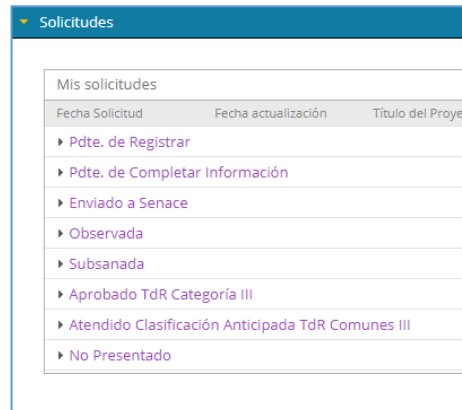 Solicitudes
Mis solicitudes
Fecha Solicitud Fecha actualización Título del Proye
Pdte. de Registrar
Pdte. de Completar Información
Enviado a Senace
Observada
Subsanada
Aprobado TdR Categoría III
Atendido Clasificación Anticipada TdR Comunes III
No Presentado